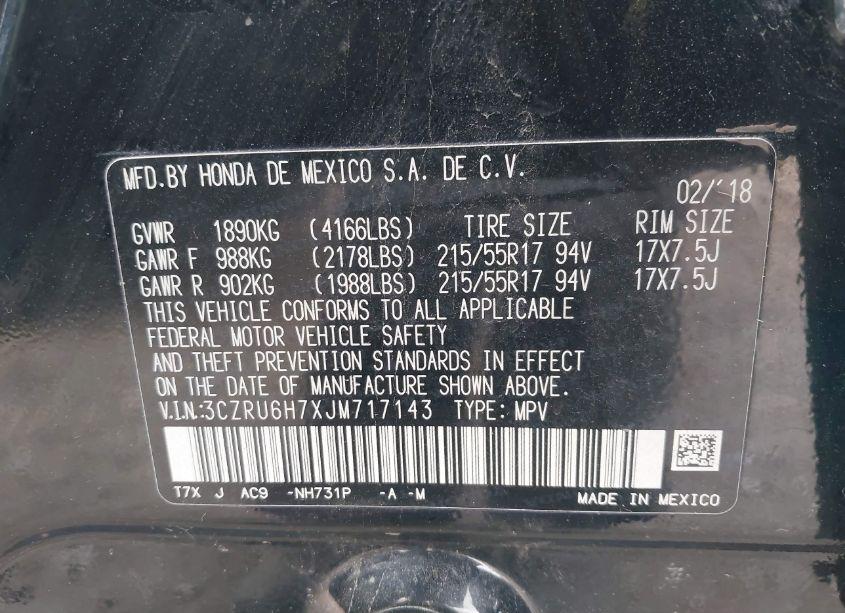 MFD.BY HONDA DE MEXICO S.A. DE C.V.
02/'18
GVWR 1890KG (4166LBS) TIRE SIZE RIM SIZE
GAWR F 988KG (2178LBS) 215/55R17 94V 17X7.5J
GAWR R 902KG (1988LBS) 215/55R17 94V 17X7.5J
THIS VEHICLE CONFORMS TO ALL APPLICABLE
FEDERAL MOTOR VEHICLE SAFETY
AND THEFT PREVENTION STANDARDS IN EFFECT
ON THE DATE OF MANUFACTURE SHOWN ABOVE.
V.I.N.:3CZRU6H7XJM717143 TYPE: MPV
T7X J AC9 -NH731P -A -M MADE IN MEXICO